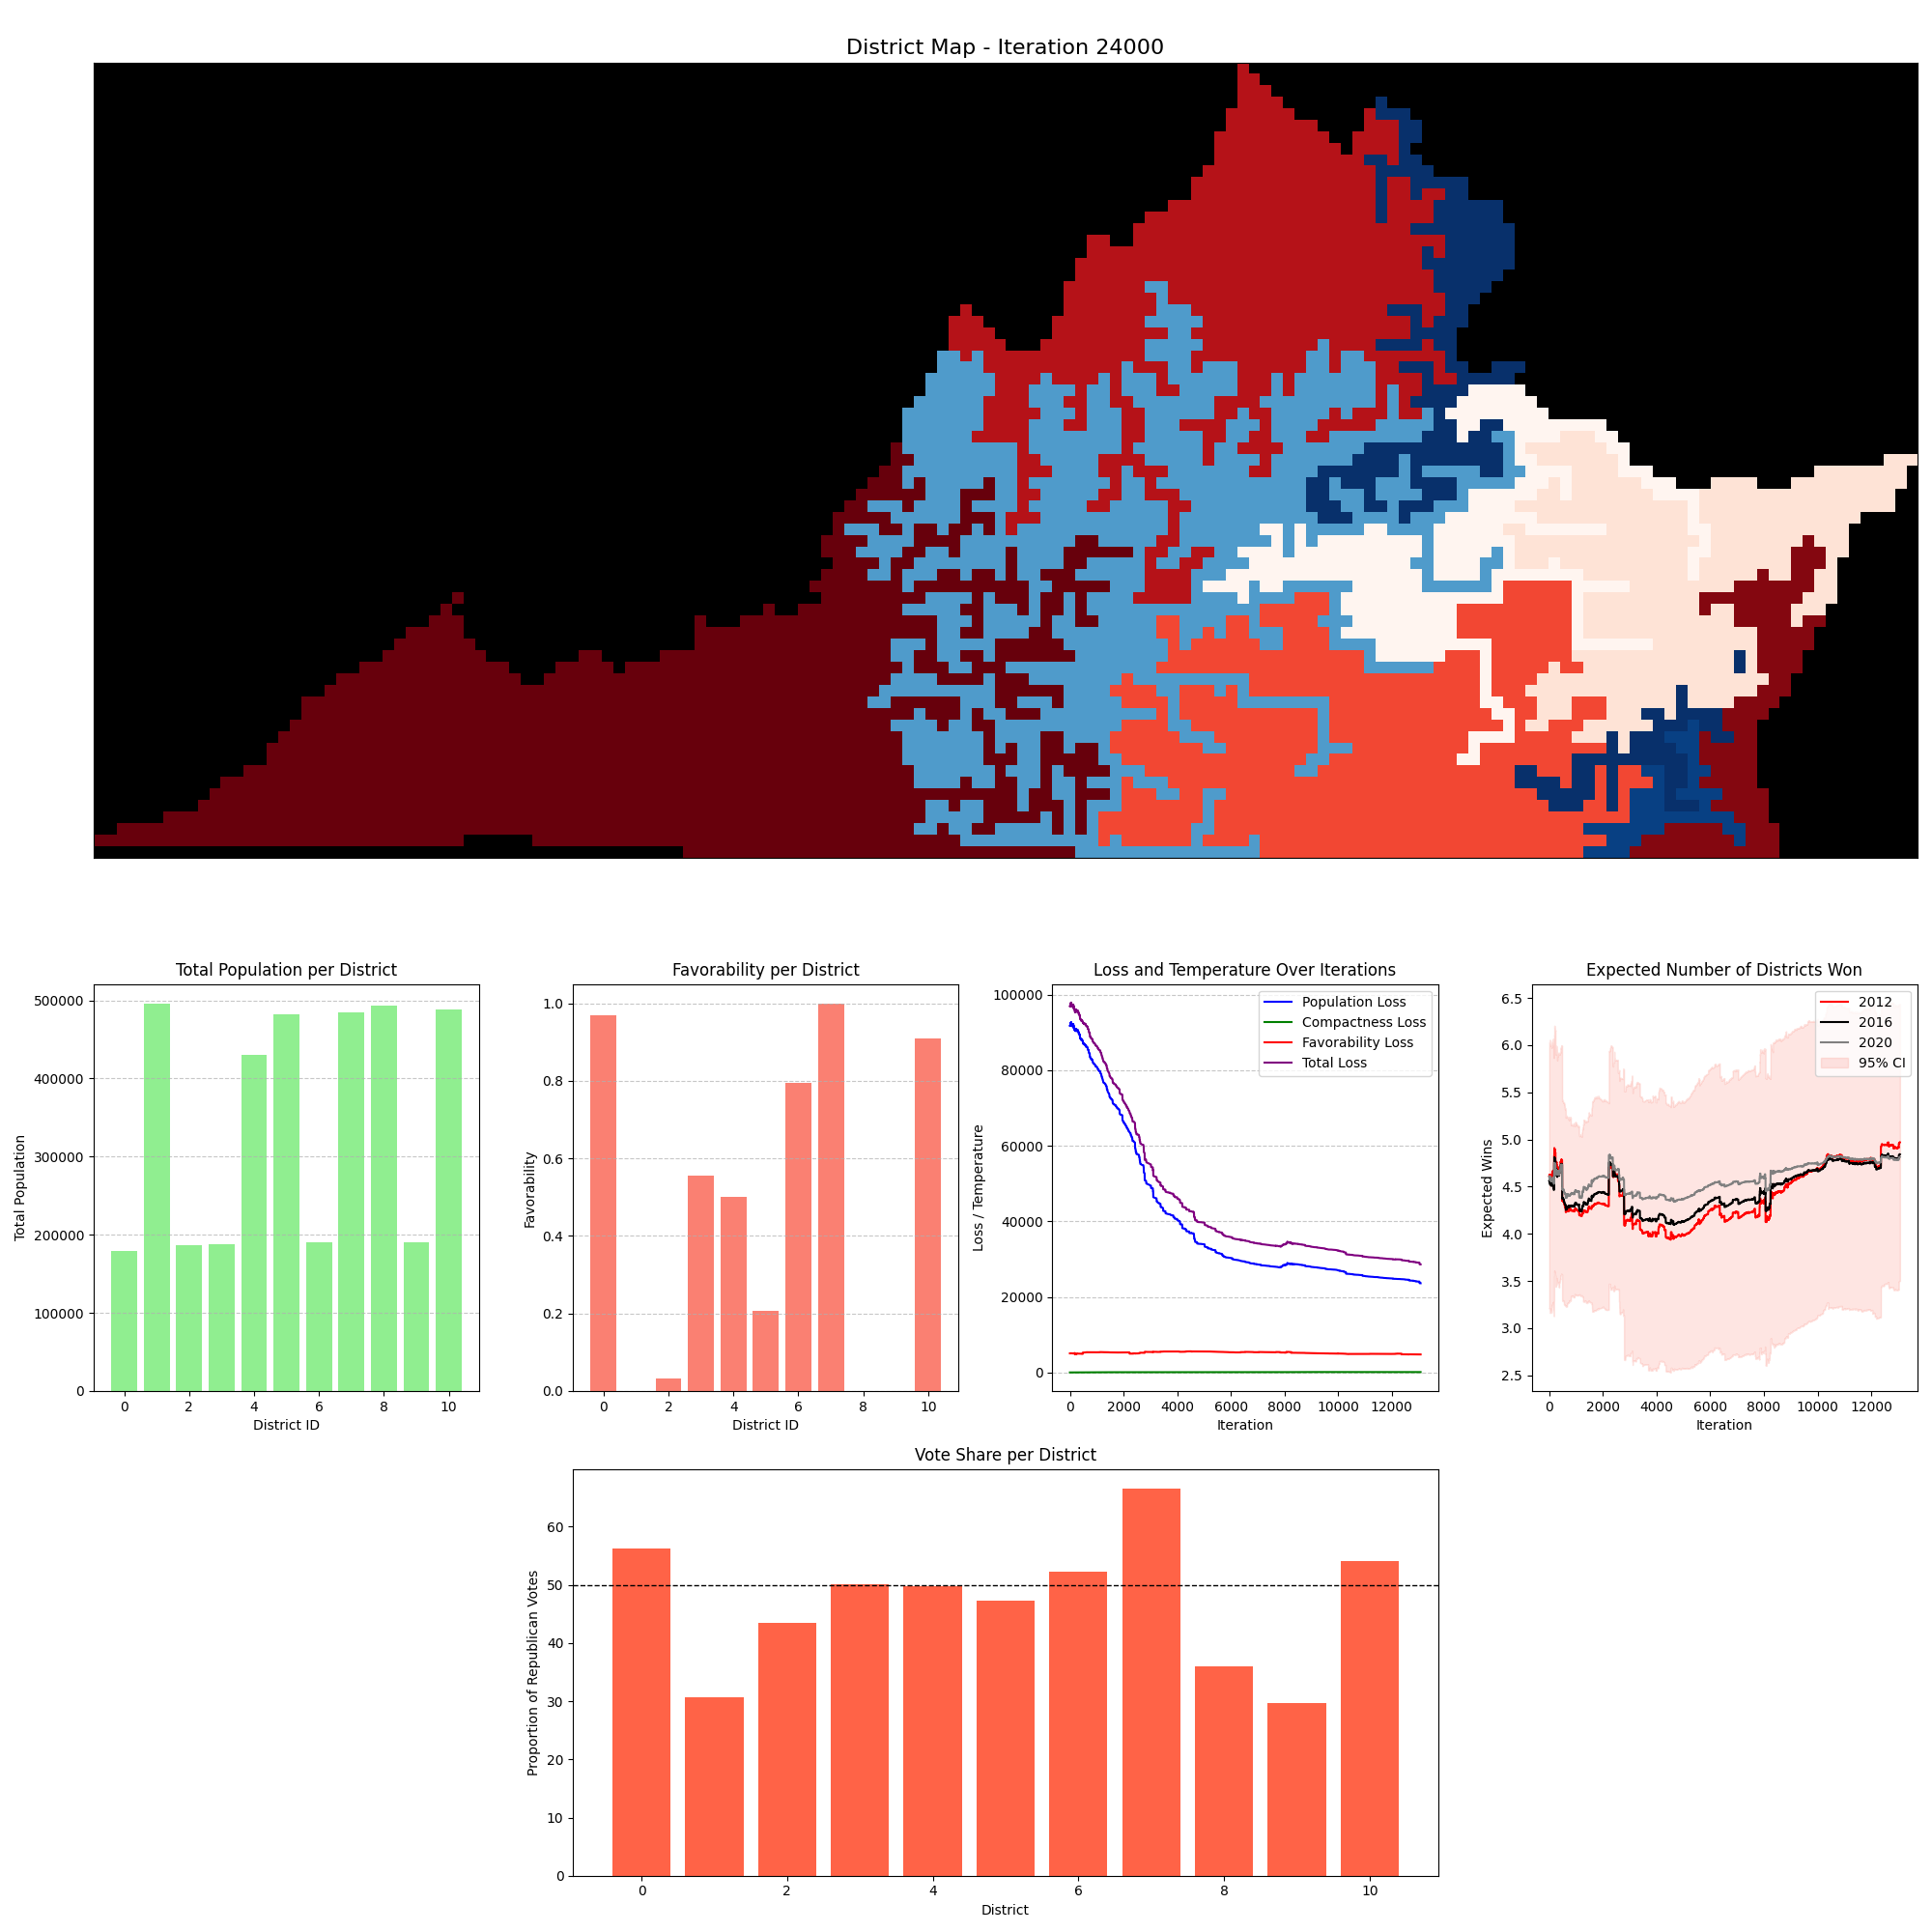 District Map - Iteration 24000
Total Population per District
Total Population
500000
400000
300000
200000
100000
0
0 2 4 6 8 10
District ID
Favorability per District
Favorability
1.0
0.8
0.6
0.4
0.2
0.0
0 2 4 6 8 10
District ID
Loss and Temperature Over Iterations
Loss / Temperature
100000
80000
60000
40000
20000
0
Population Loss
Compactness Loss
Favorability Loss
Total Loss
0 2000 4000 6000 8000 10000 12000
Iteration
Expected Number of Districts Won
Expected Wins
6.5
6.0
5.5
5.0
4.5
4.0
3.5
3.0
2.5
2012
2016
2020
95% CI
0 2000 4000 6000 8000 10000 12000
Iteration
Vote Share per District
Proportion of Republican Votes
60
50
40
30
20
10
0
0 2 4 6 8 10
District